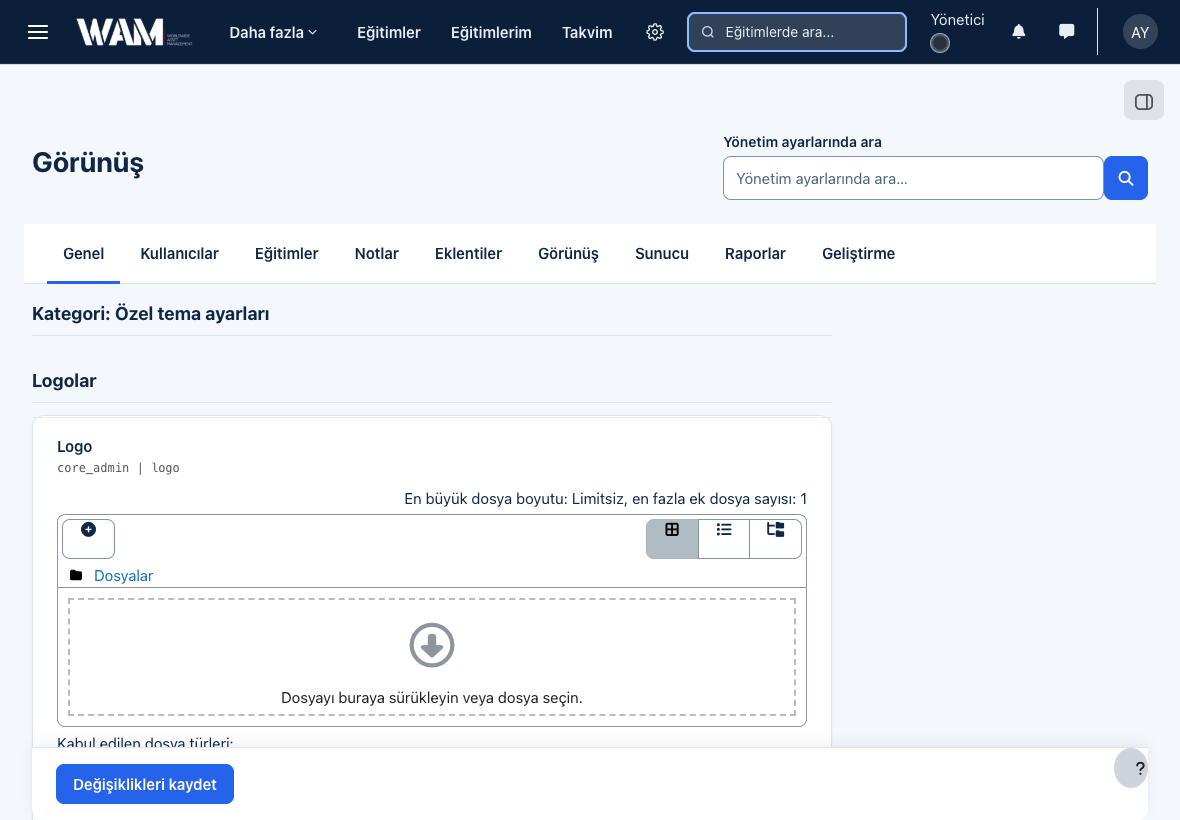 WAM WORLDWIDE ASSET MANAGEMENT
Daha fazla
Eğitimler
Eğitimlerim
Takvim
Eğitimlerde ara...
Yönetici
AY
Görünüş
Yönetim ayarlarında ara
Yönetim ayarlarında ara...
Genel
Kullanıcılar
Eğitimler
Notlar
Eklentiler
Görünüş
Sunucu
Raporlar
Geliştirme
Kategori: Özel tema ayarları
Logolar
Logo
core_admin | logo
En büyük dosya boyutu: Limitsiz, en fazla ek dosya sayısı: 1
Dosyalar
Dosyayı buraya sürükleyin veya dosya seçin.
Kabul edilen dosya türleri:
Değişiklikleri kaydet
?